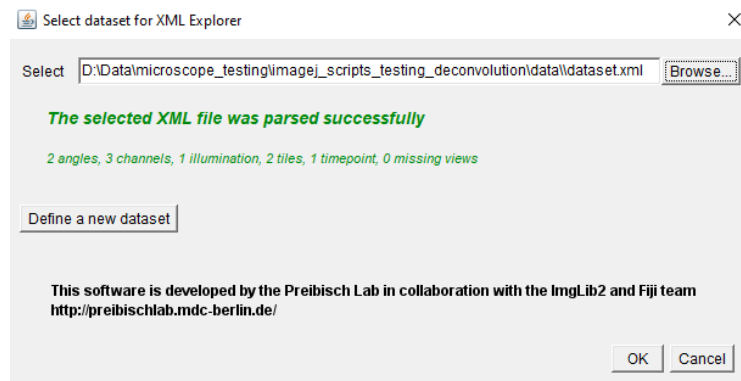 Select dataset for XML Explorer
Select D:\Data\microscope_testing\imagej_scripts_testing_deconvolution\data\\dataset.xml Browse...
The selected XML file was parsed successfully
2 angles, 3 channels, 1 illumination, 2 tiles, 1 timepoint, 0 missing views
Define a new dataset
This software is developed by the Preibisch Lab in collaboration with the ImgLib2 and Fiji team
http://preibischlab.mdc-berlin.de/
OK Cancel